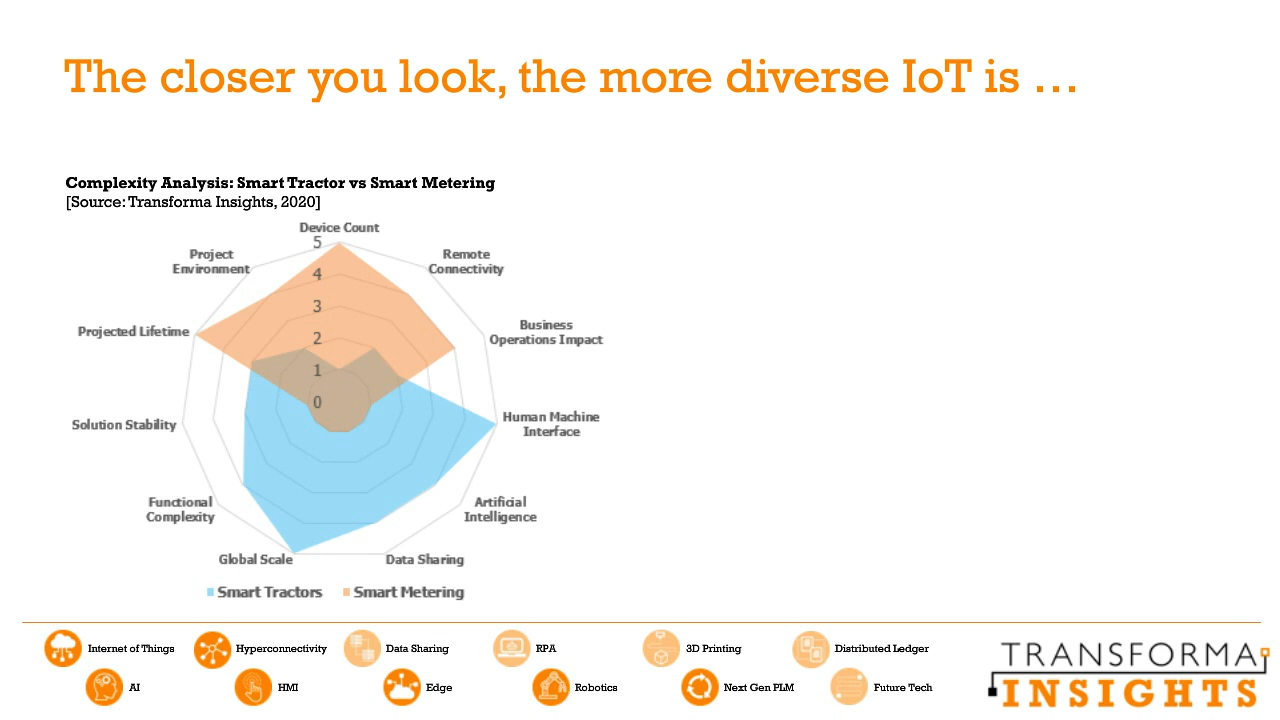 The closer you look, the more diverse IoT is ...
Complexity Analysis: Smart Tractor vs Smart Metering
[Source: Transforma Insights, 2020]
Device Count
Project
Environment
Remote
Connectivity
5
4
3
2
1
0
Projected Lifetime
Business
Operations Impact
Solution Stability
Human Machine
Interface
Functional
Complexity
Artificial
Intelligence
Global Scale
Data Sharing
Smart Tractors
Smart Metering
Internet of Things
Hyperconnectivity
Data Sharing
RPA
3D Printing
Distributed Ledger
AI
HMI
Edge
Robotics
Next Gen PLM
Future Tech
TRANSFORMA
INSIGHTS